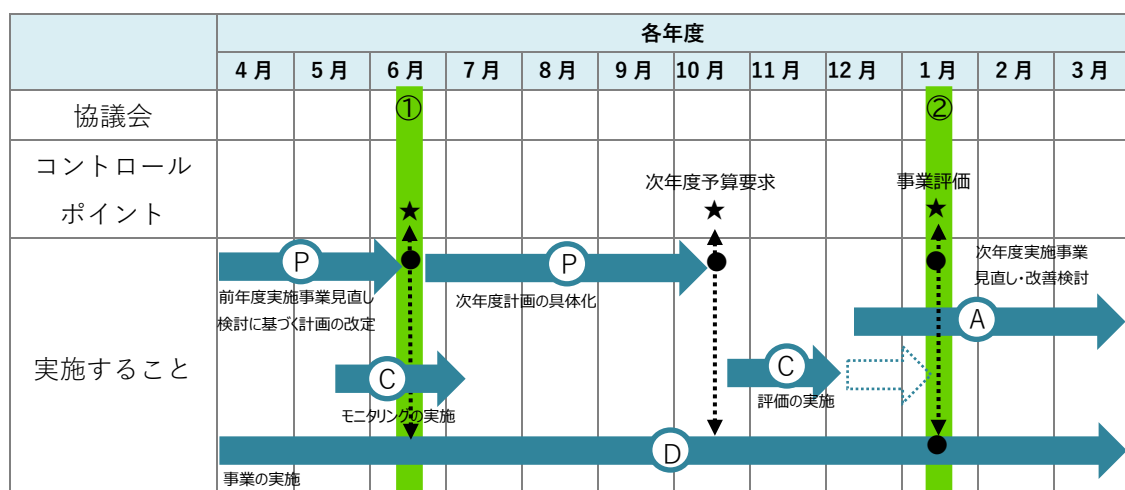 各年度
4月 5月 6月 7月 8月 9月 10月 11月 12月 1月 2月 3月
協議会
① ②
コントロール
ポイント
次年度予算要求
事業評価
★ ★ ★
実施すること
P
前年度実施事業見直し
検討に基づく計画の改定
P
次年度計画の具体化
次年度実施事業
見直し・改善検討
A
C
モニタリングの実施
C
評価の実施
D
事業の実施